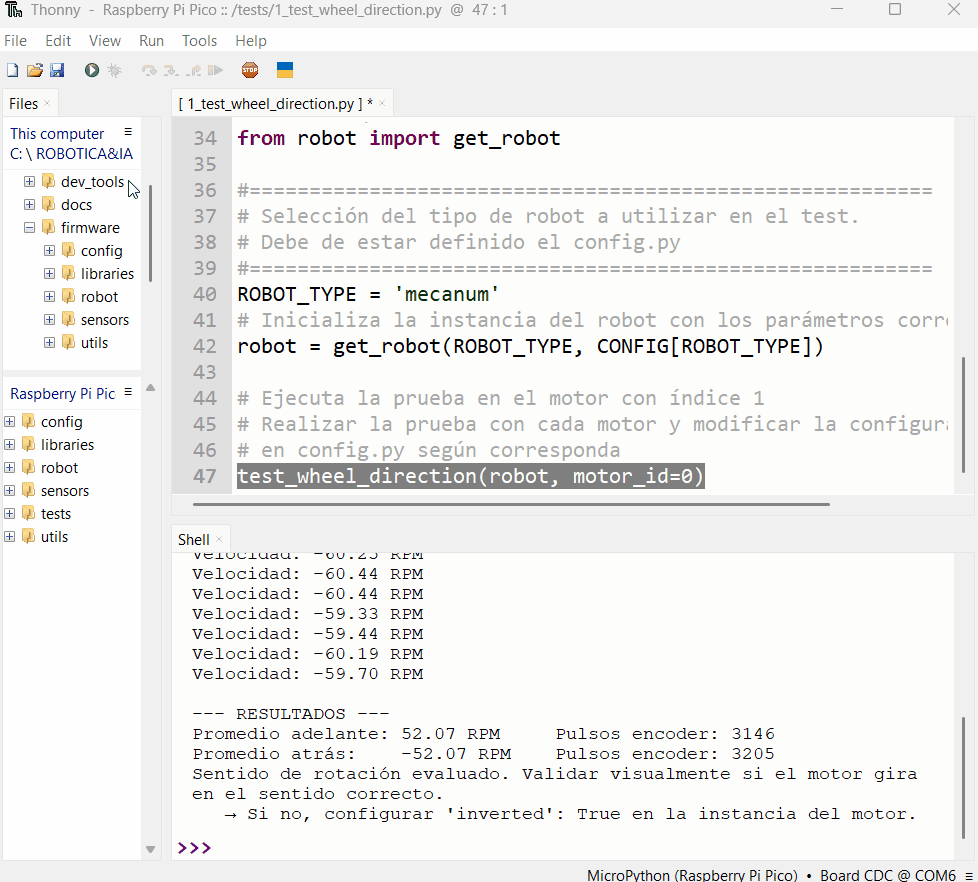 Thonny - Raspberry Pi Pico :: /tests/1_test_wheel_direction.py @ 47 : 1
File Edit View Run Tools Help
STOP
Files ×
This computer ≡
C: \ ROBOTICA&IA
dev_tools
docs
firmware
config
libraries
robot
sensors
utils
Raspberry Pi Pic ≡
config
libraries
robot
sensors
tests
utils
[ 1_test_wheel_direction.py ] * ×
34 from robot import get_robot
35
36 #=========================================================
37 # Selección del tipo de robot a utilizar en el test.
38 # Debe de estar definido el config.py
39 #=========================================================
40 ROBOT_TYPE = 'mecanum'
41 # Inicializa la instancia del robot con los parámetros corr
42 robot = get_robot(ROBOT_TYPE, CONFIG[ROBOT_TYPE])
43
44 # Ejecuta la prueba en el motor con índice 1
45 # Realizar la prueba con cada motor y modificar la configur
46 # en config.py según corresponda
47 test_wheel_direction(robot, motor_id=0)
Shell ×
Velocidad: -60.25 RPM
Velocidad: -60.44 RPM
Velocidad: -60.44 RPM
Velocidad: -59.33 RPM
Velocidad: -59.44 RPM
Velocidad: -60.19 RPM
Velocidad: -59.70 RPM
--- RESULTADOS ---
Promedio adelante: 52.07 RPM Pulsos encoder: 3146
Promedio atrás: -52.07 RPM Pulsos encoder: 3205
Sentido de rotación evaluado. Validar visualmente si el motor gira
en el sentido correcto.
→ Si no, configurar 'inverted': True en la instancia del motor.
>>>
MicroPython (Raspberry Pi Pico) • Board CDC @ COM6 ≡